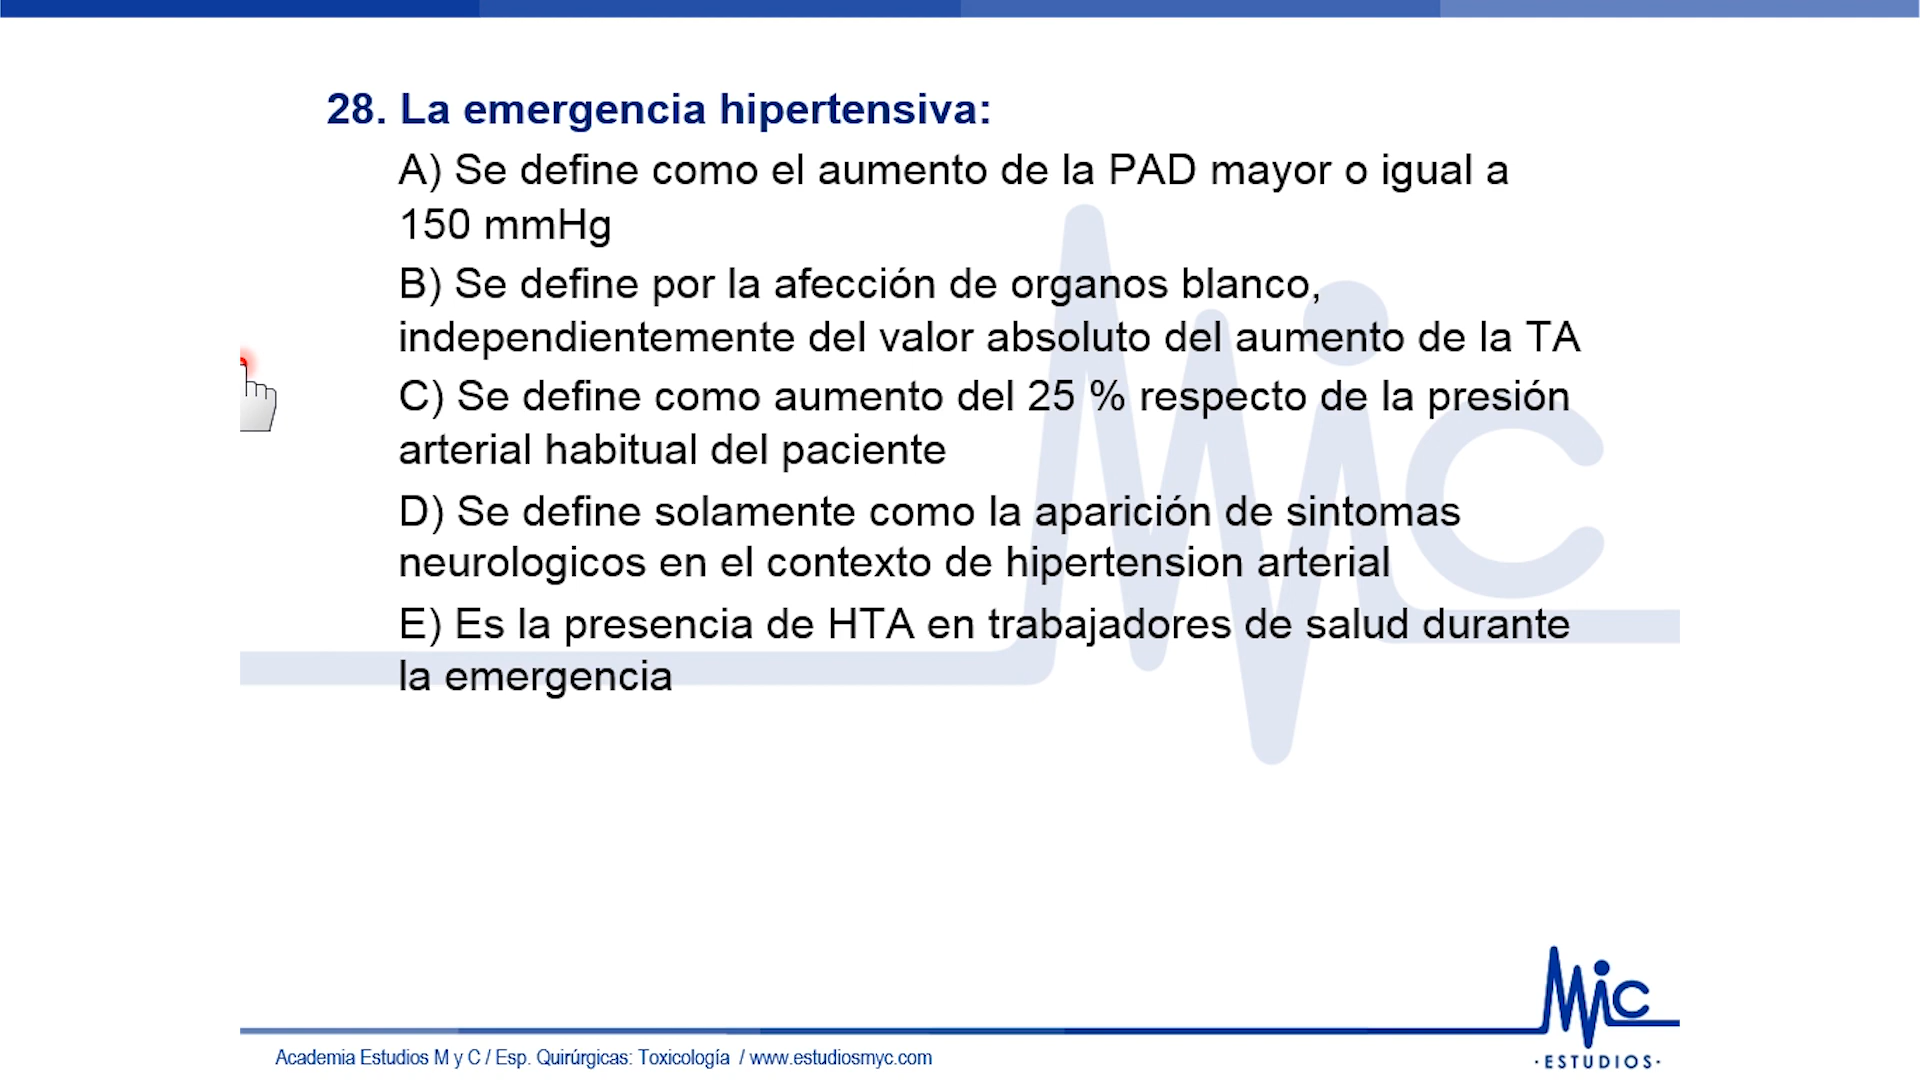 28. La emergencia hipertensiva:
A) Se define como el aumento de la PAD mayor o igual a
150 mmHg
B) Se define por la afección de organos blanco,
independientemente del valor absoluto del aumento de la TA
C) Se define como aumento del 25 % respecto de la presión
arterial habitual del paciente
D) Se define solamente como la aparición de sintomas
neurologicos en el contexto de hipertension arterial
E) Es la presencia de HTA en trabajadores de salud durante
la emergencia
MiC
MiC
·ESTUDIOS·
Academia Estudios M y C / Esp. Quirúrgicas: Toxicología / www.estudiosmyc.com